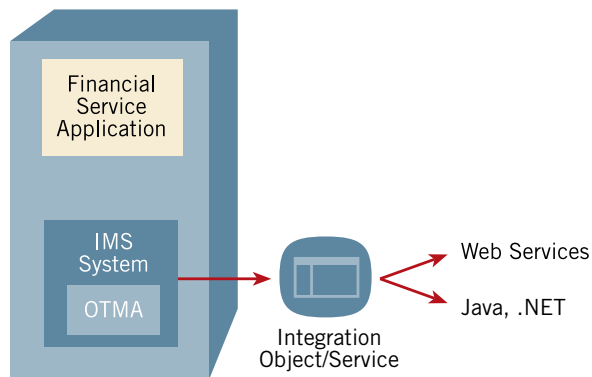 Financial
Service
Application
IMS
System
OTMA
Integration
Object/Service
Web Services
Java, .NET